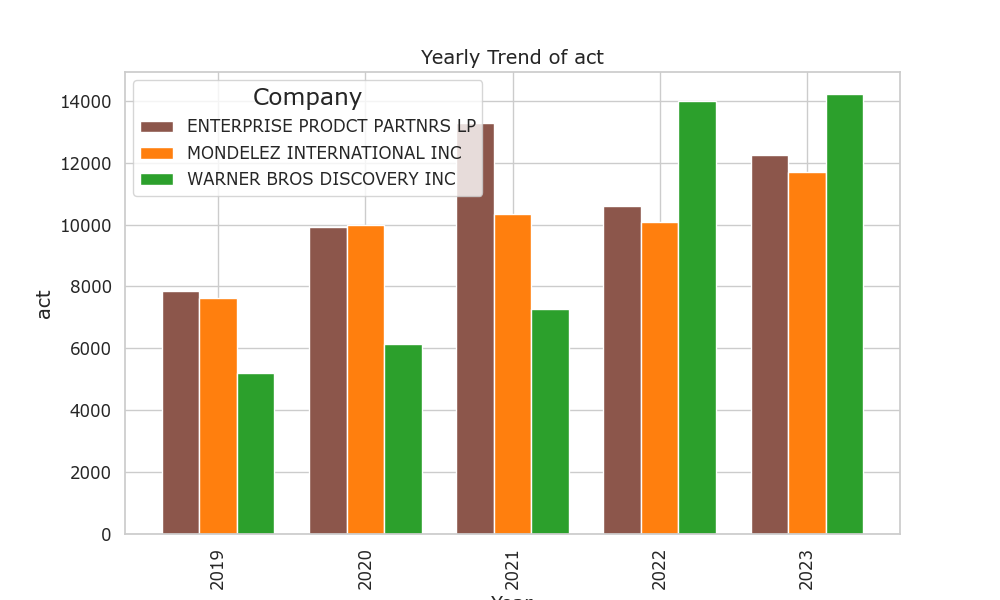 Yearly Trend of act
Company
ENTERPRISE PRODCT PARTNRS LP
MONDELEZ INTERNATIONAL INC
WARNER BROS DISCOVERY INC
act
14000
12000
10000
8000
6000
4000
2000
0
2019
2020
2021
2022
2023
Year